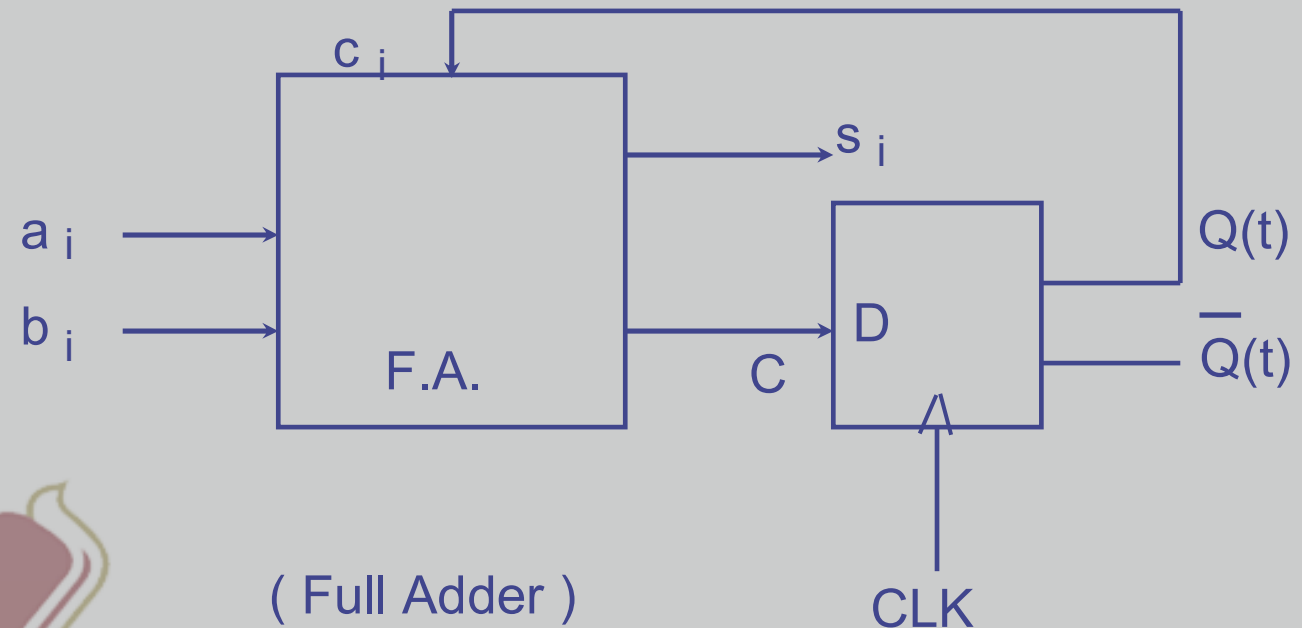 c i
s i
a i
Q(t)
b i
D
Q̅(t)
F.A.
C
( Full Adder )
CLK